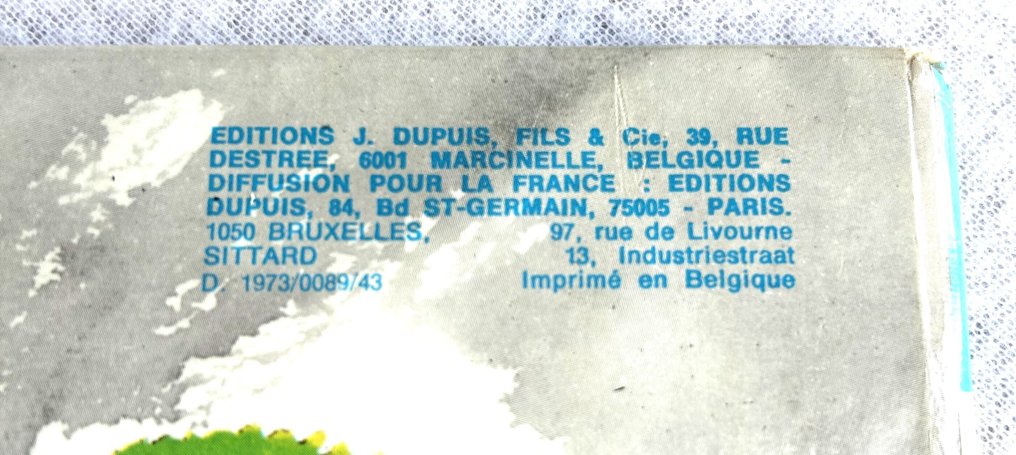 EDITIONS J. DUPUIS, FILS & Cie, 39, RUE
DESTREE, 6001 MARCINELLE, BELGIQUE -
DIFFUSION POUR LA FRANCE : EDITIONS
DUPUIS, 84, Bd ST-GERMAIN, 75005 - PARIS.
1050 BRUXELLES, 97, rue de Livourne
SITTARD 13, Industriestraat
D. 1973/0089/43 Imprimé en Belgique